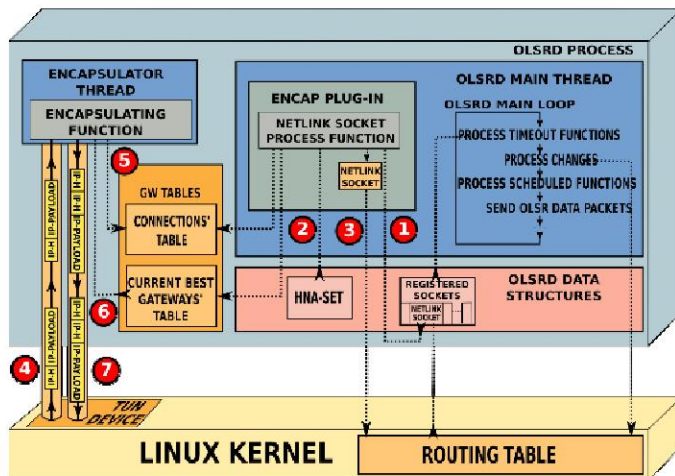 OLSRD PROCESS
ENCAPSULATOR
THREAD
ENCAPSULATING
FUNCTION
OLSRD MAIN THREAD
ENCAP PLUG-IN
NETLINK SOCKET
PROCESS FUNCTION
NETLINK
SOCKET
OLSRD MAIN LOOP
PROCESS TIMEOUT FUNCTIONS
PROCESS CHANGES
PROCESS SCHEDULED FUNCTIONS
SEND OLSR DATA PACKETS
5
GW TABLES
CONNECTIONS'
TABLE
CURRENT BEST
GATEWAYS'
TABLE
2
3
1
HNA-SET
REGISTERED
SOCKETS
NETLINK
SOCKET
OLSRD DATA
STRUCTURES
6
4
7
IP-H IP-PAYLOAD
IP-H IP-PAYLOAD
IP-H IP-H IP-PAYLOAD
IP-H IP-H IP-PAYLOAD
TUN
DEVICE
LINUX KERNEL
ROUTING TABLE